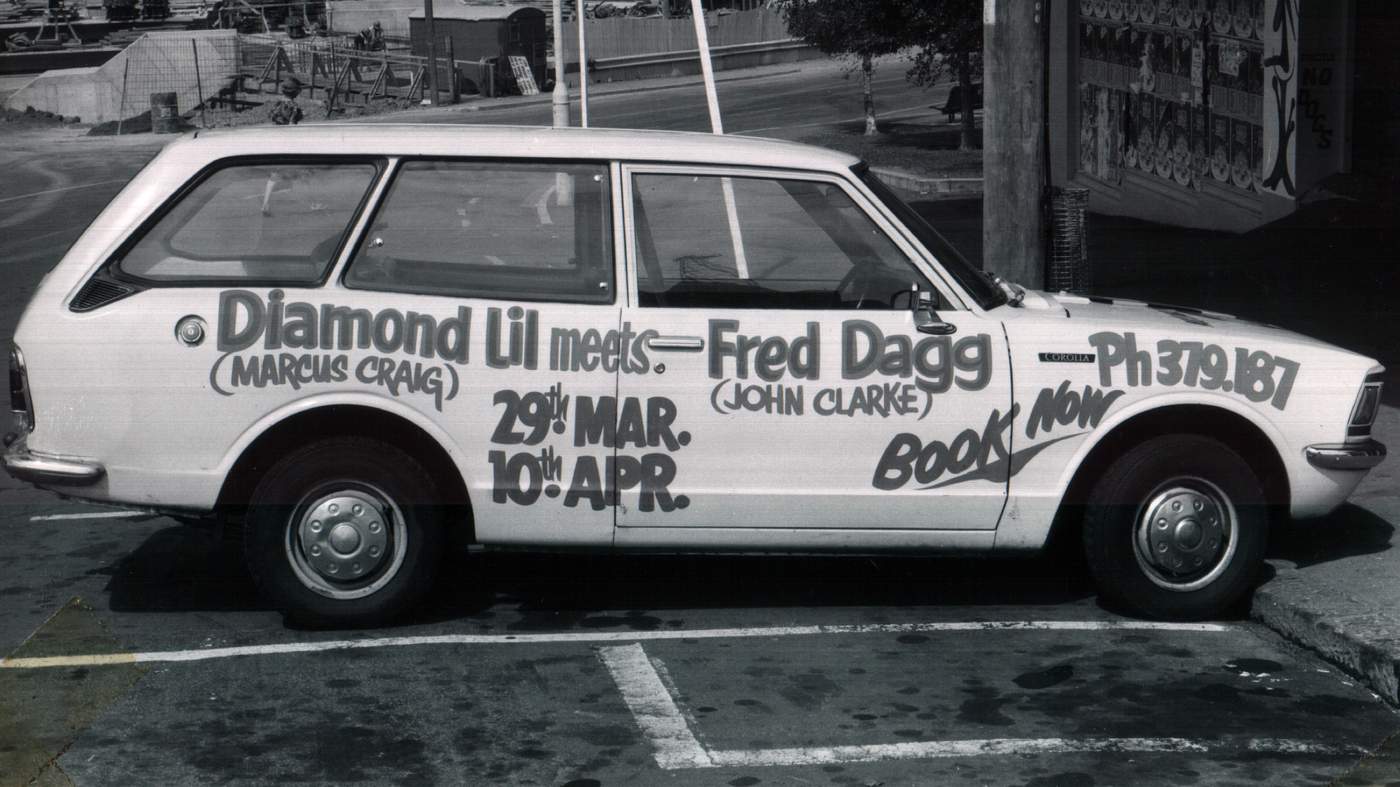 Diamond Lil meets Fred Dagg
(MARCUS CRAIG) (JOHN CLARKE)
29th MAR.
10th APR.
BOOK NOW
COROLLA
Ph 379.187
NO